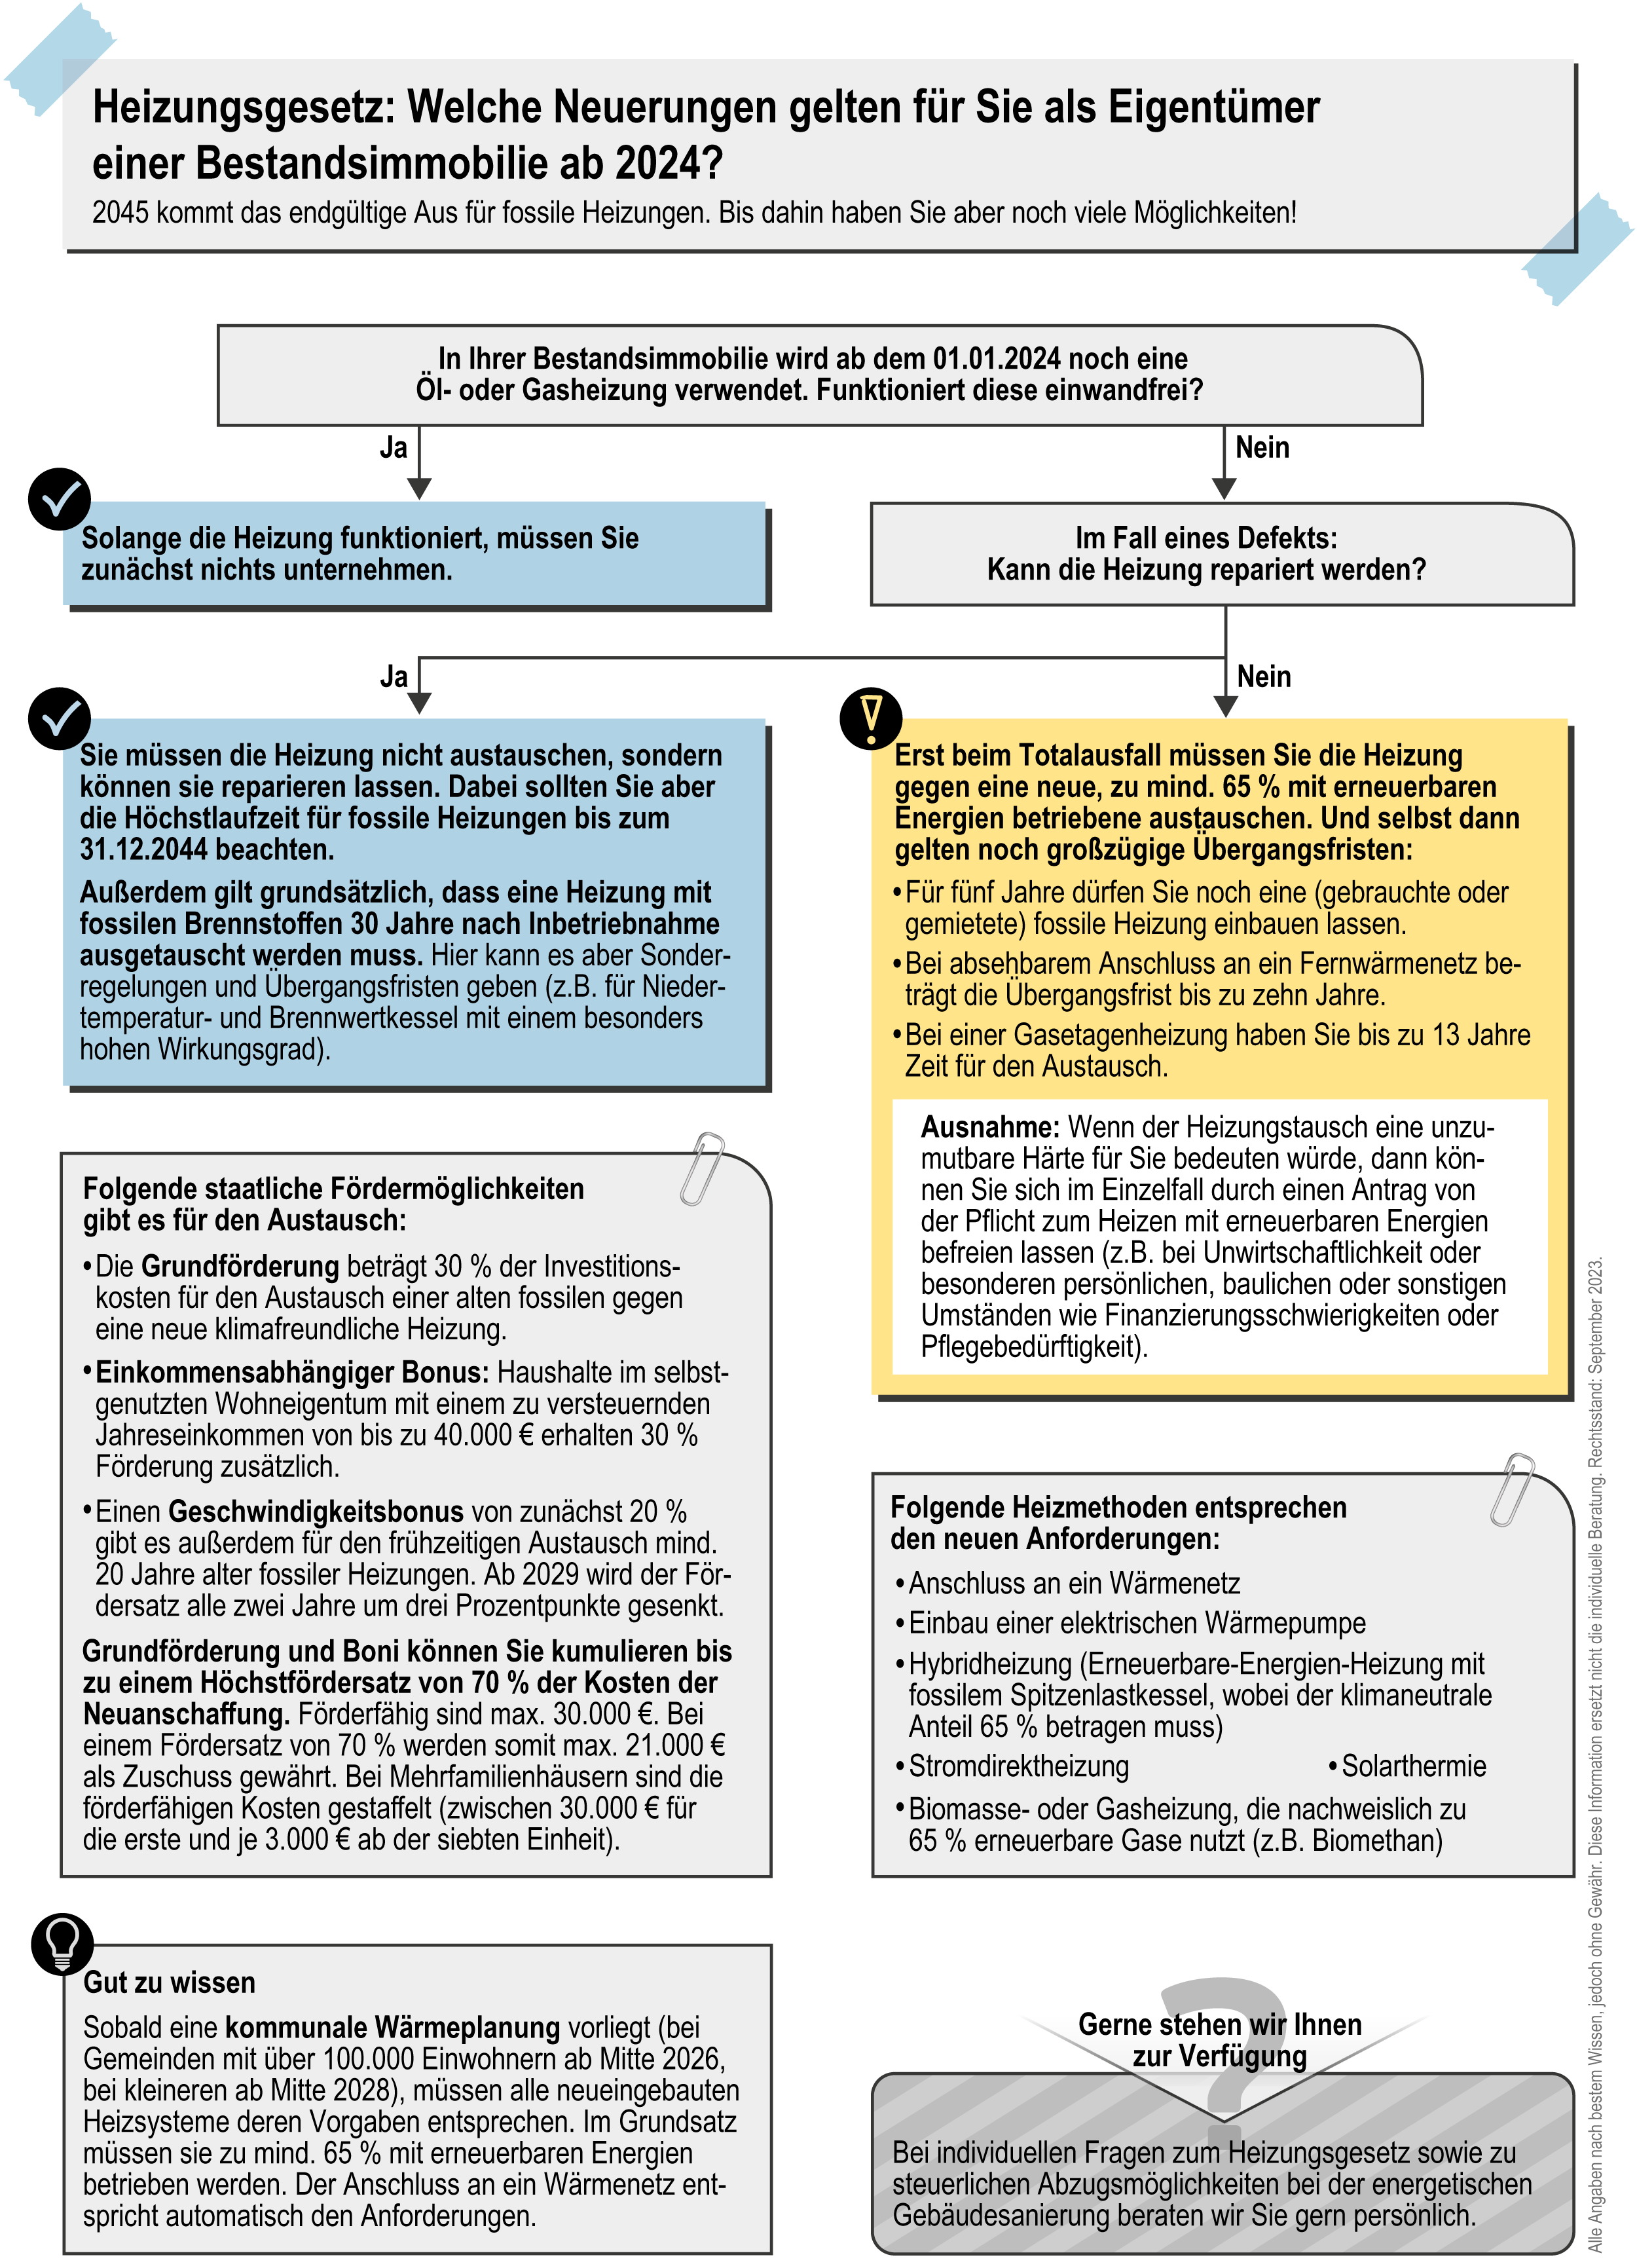 Heizungsgesetz: Welche Neuerungen gelten für Sie als Eigentümer
einer Bestandsimmobilie ab 2024?
2045 kommt das endgültige Aus für fossile Heizungen. Bis dahin haben Sie aber noch viele Möglichkeiten!
In Ihrer Bestandsimmobilie wird ab dem 01.01.2024 noch eine
Öl- oder Gasheizung verwendet. Funktioniert diese einwandfrei?
Ja
Nein
Solange die Heizung funktioniert, müssen Sie
zunächst nichts unternehmen.
Im Fall eines Defekts:
Kann die Heizung repariert werden?
Ja
Nein
Sie müssen die Heizung nicht austauschen, sondern
können sie reparieren lassen. Dabei sollten Sie aber
die Höchstlaufzeit für fossile Heizungen bis zum
31.12.2044 beachten.
Außerdem gilt grundsätzlich, dass eine Heizung mit
fossilen Brennstoffen 30 Jahre nach Inbetriebnahme
ausgetauscht werden muss. Hier kann es aber Sonder-
regelungen und Übergangsfristen geben (z.B. für Nieder-
temperatur- und Brennwertkessel mit einem besonders
hohen Wirkungsgrad).
Erst beim Totalausfall müssen Sie die Heizung
gegen eine neue, zu mind. 65 % mit erneuerbaren
Energien betriebene austauschen. Und selbst dann
gelten noch großzügige Übergangsfristen:
• Für fünf Jahre dürfen Sie noch eine (gebrauchte oder
gemietete) fossile Heizung einbauen lassen.
• Bei absehbarem Anschluss an ein Fernwärmenetz be-
trägt die Übergangsfrist bis zu zehn Jahre.
• Bei einer Gasetagenheizung haben Sie bis zu 13 Jahre
Zeit für den Austausch.
Ausnahme: Wenn der Heizungstausch eine unzu-
mutbare Härte für Sie bedeuten würde, dann kön-
nen Sie sich im Einzelfall durch einen Antrag von
der Pflicht zum Heizen mit erneuerbaren Energien
befreien lassen (z.B. bei Unwirtschaftlichkeit oder
besonderen persönlichen, baulichen oder sonstigen
Umständen wie Finanzierungsschwierigkeiten oder
Pflegebedürftigkeit).
Folgende staatliche Fördermöglichkeiten
gibt es für den Austausch:
• Die Grundförderung beträgt 30 % der Investitions-
kosten für den Austausch einer alten fossilen gegen
eine neue klimafreundliche Heizung.
• Einkommensabhängiger Bonus: Haushalte im selbst-
genutzten Wohneigentum mit einem zu versteuernden
Jahreseinkommen von bis zu 40.000 € erhalten 30 %
Förderung zusätzlich.
• Einen Geschwindigkeitsbonus von zunächst 20 %
gibt es außerdem für den frühzeitigen Austausch mind.
20 Jahre alter fossiler Heizungen. Ab 2029 wird der För-
dersatz alle zwei Jahre um drei Prozentpunkte gesenkt.
Grundförderung und Boni können Sie kumulieren bis
zu einem Höchstfördersatz von 70 % der Kosten der
Neuanschaffung. Förderfähig sind max. 30.000 €. Bei
einem Fördersatz von 70 % werden somit max. 21.000 €
als Zuschuss gewährt. Bei Mehrfamilienhäusern sind die
förderfähigen Kosten gestaffelt (zwischen 30.000 € für
die erste und je 3.000 € ab der siebten Einheit).
Folgende Heizmethoden entsprechen
den neuen Anforderungen:
• Anschluss an ein Wärmenetz
• Einbau einer elektrischen Wärmepumpe
• Hybridheizung (Erneuerbare-Energien-Heizung mit
fossilem Spitzenlastkessel, wobei der klimaneutrale
Anteil 65 % betragen muss)
• Stromdirektheizung • Solarthermie
• Biomasse- oder Gasheizung, die nachweislich zu
65 % erneuerbare Gase nutzt (z.B. Biomethan)
Gut zu wissen
Sobald eine kommunale Wärmeplanung vorliegt (bei
Gemeinden mit über 100.000 Einwohnern ab Mitte 2026,
bei kleineren ab Mitte 2028), müssen alle neueingebauten
Heizsysteme deren Vorgaben entsprechen. Im Grundsatz
müssen sie zu mind. 65 % mit erneuerbaren Energien
betrieben werden. Der Anschluss an ein Wärmenetz ent-
spricht automatisch den Anforderungen.
?
Gerne stehen wir Ihnen
zur Verfügung
Bei individuellen Fragen zum Heizungsgesetz sowie zu
steuerlichen Abzugsmöglichkeiten bei der energetischen
Gebäudesanierung beraten wir Sie gern persönlich.
Alle Angaben nach bestem Wissen, jedoch ohne Gewähr. Diese Information ersetzt nicht die individuelle Beratung. Rechtsstand: September 2023.